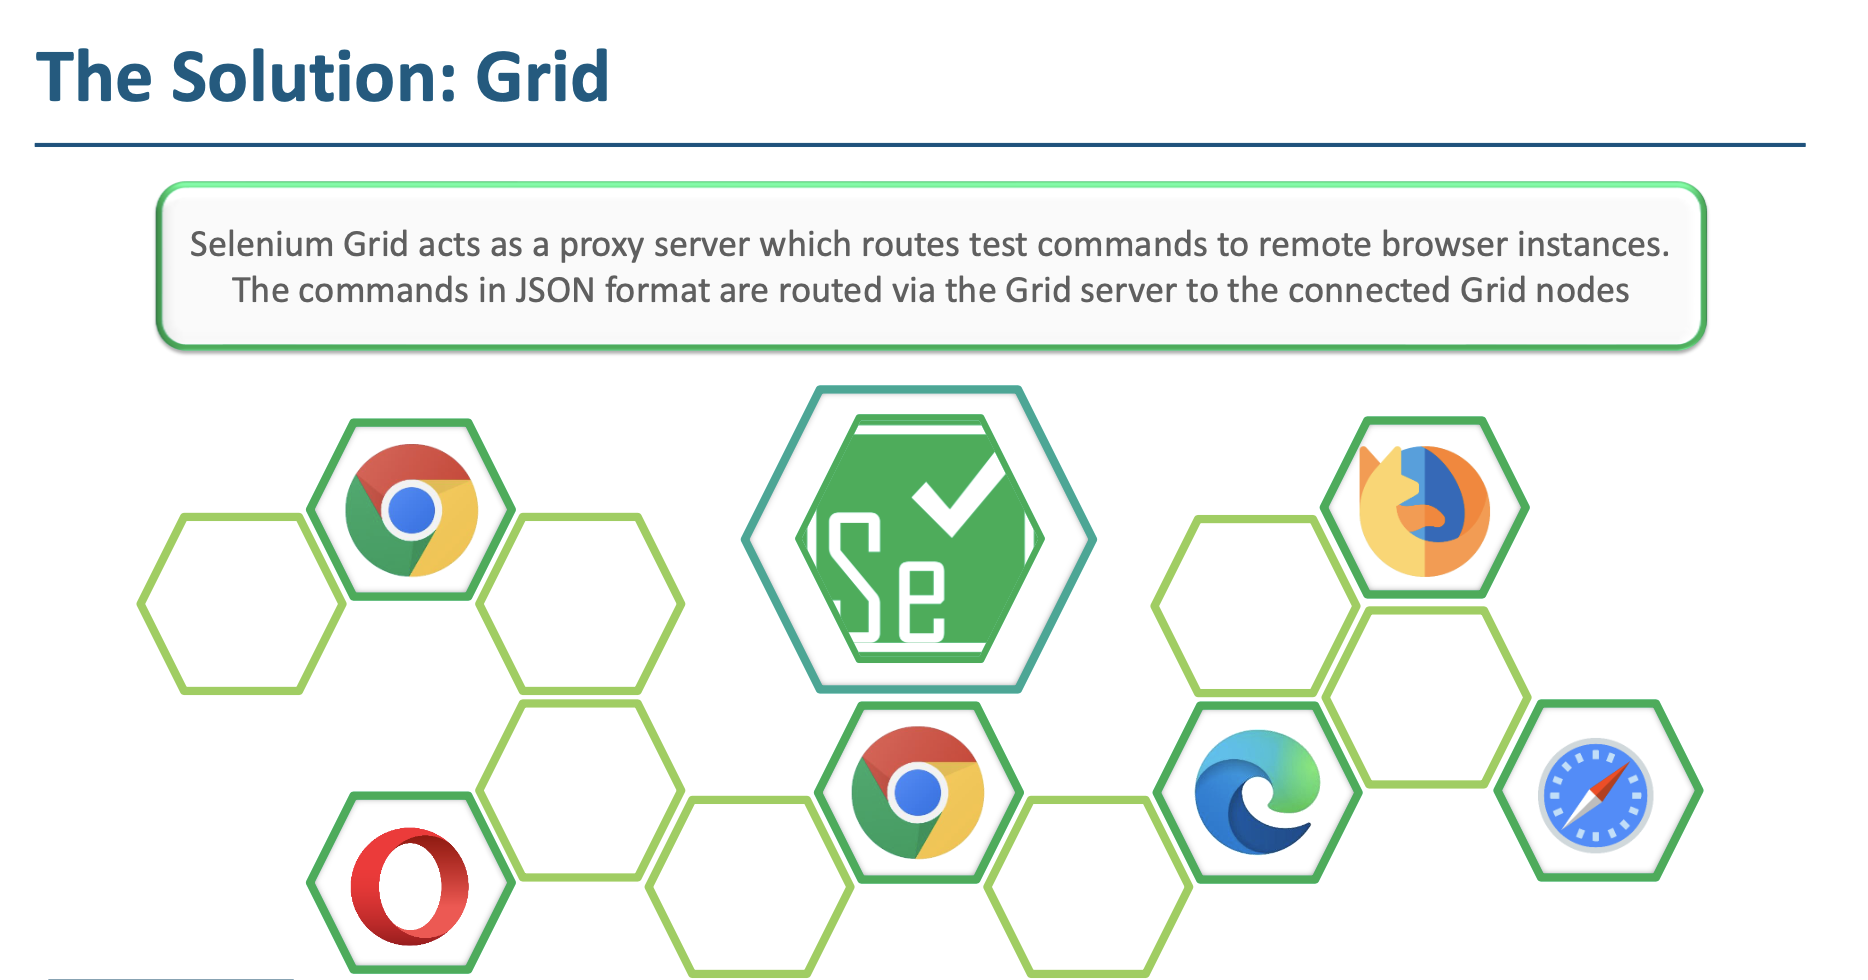 The Solution: Grid
Selenium Grid acts as a proxy server which routes test commands to remote browser instances.
The commands in JSON format are routed via the Grid server to the connected Grid nodes
Se